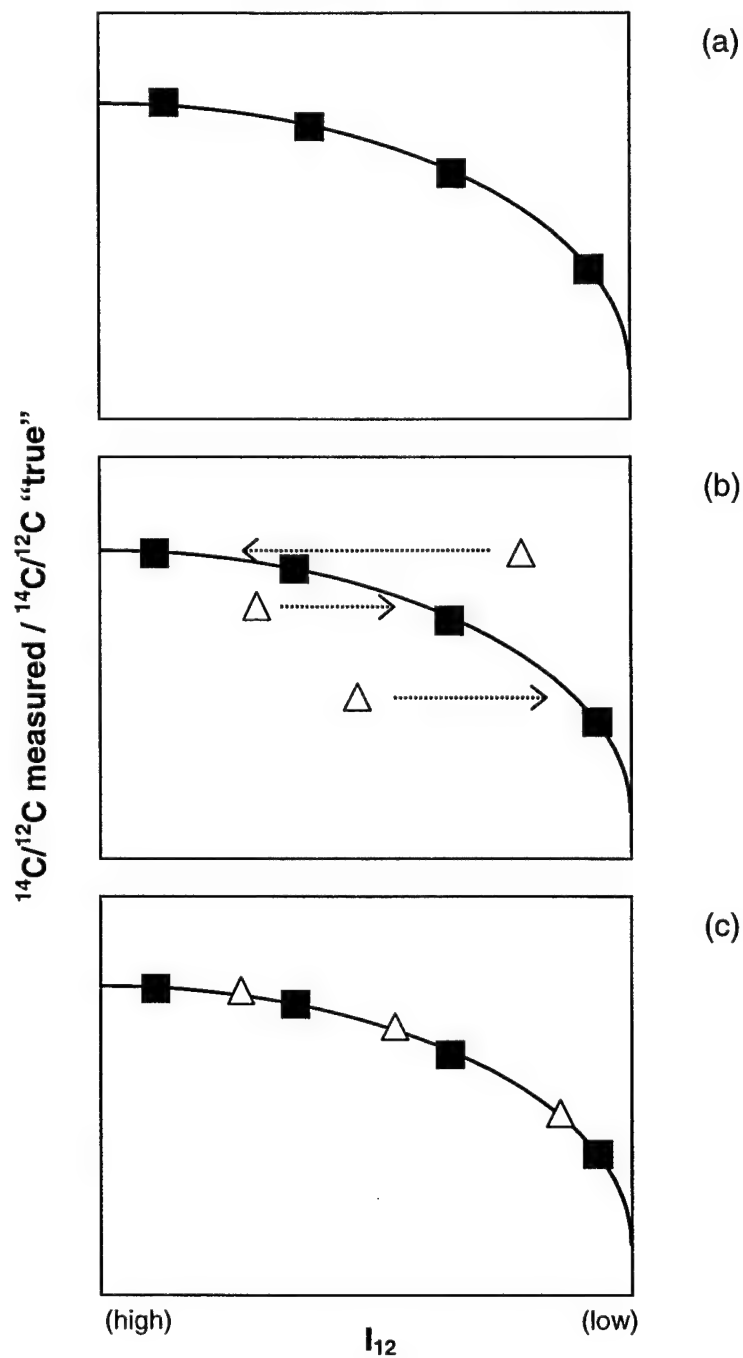 (a)
(b)
(c)
¹⁴C/¹²C measured / ¹⁴C/¹²C “true”
(high)
(low)
I₁₂